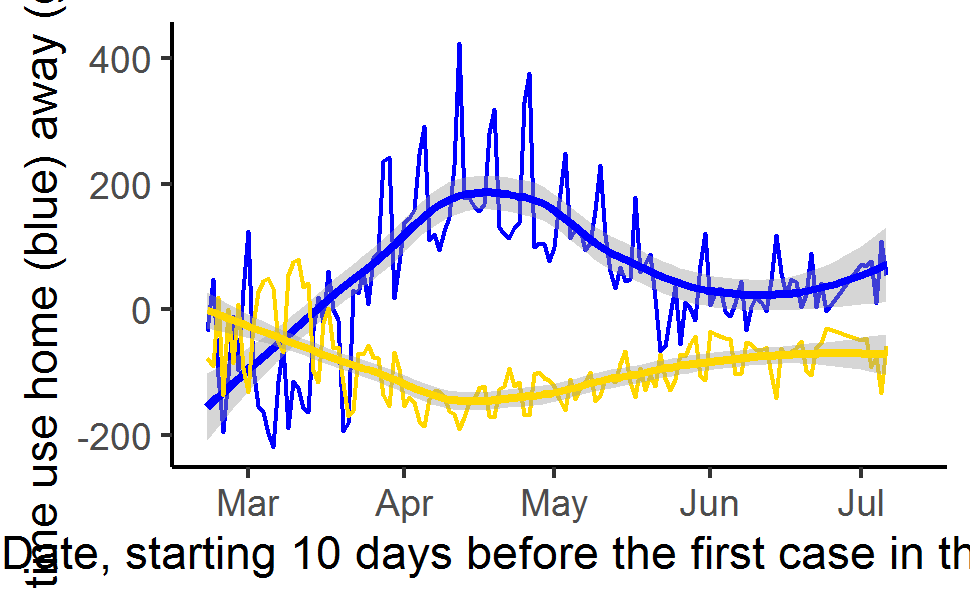 time use home (blue) away (
400
200
0
-200
Mar Apr May Jun Jul
Date, starting 10 days before the first case in th